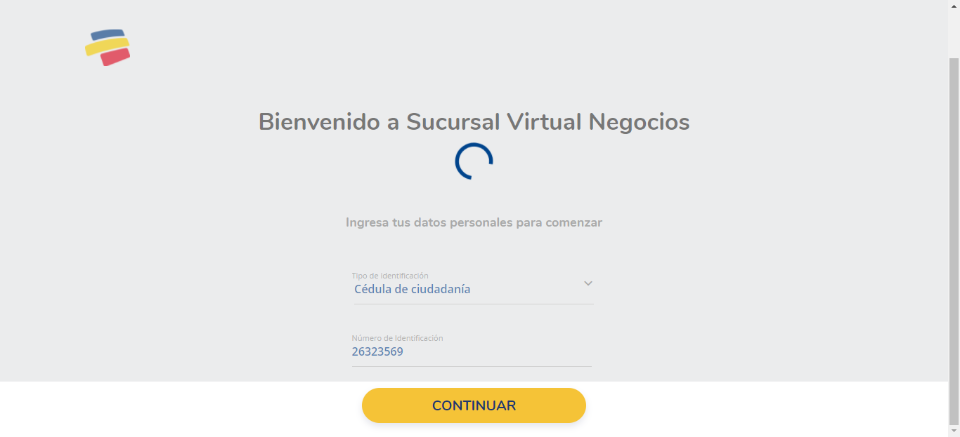 Bienvenido a Sucursal Virtual Negocios
Ingresa tus datos personales para comenzar
Tipo de Identificación
Cédula de ciudadanía
Número de Identificación
26323569
CONTINUAR